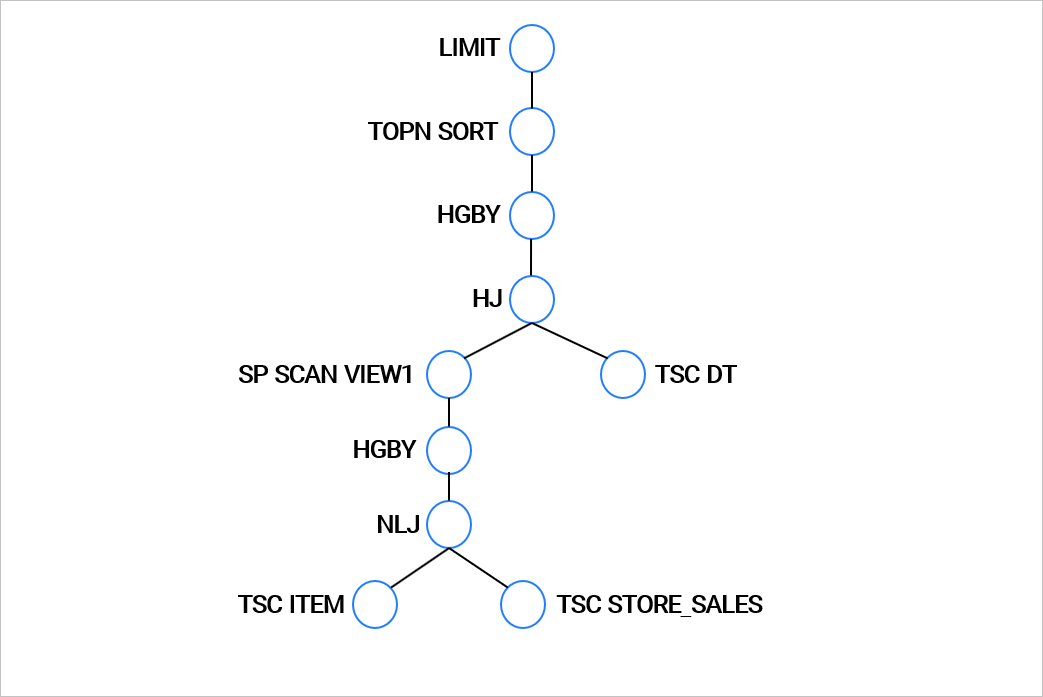 LIMIT
TOPN SORT
HGBY
HJ
SP SCAN VIEW1
TSC DT
HGBY
NLJ
TSC ITEM
TSC STORE_SALES